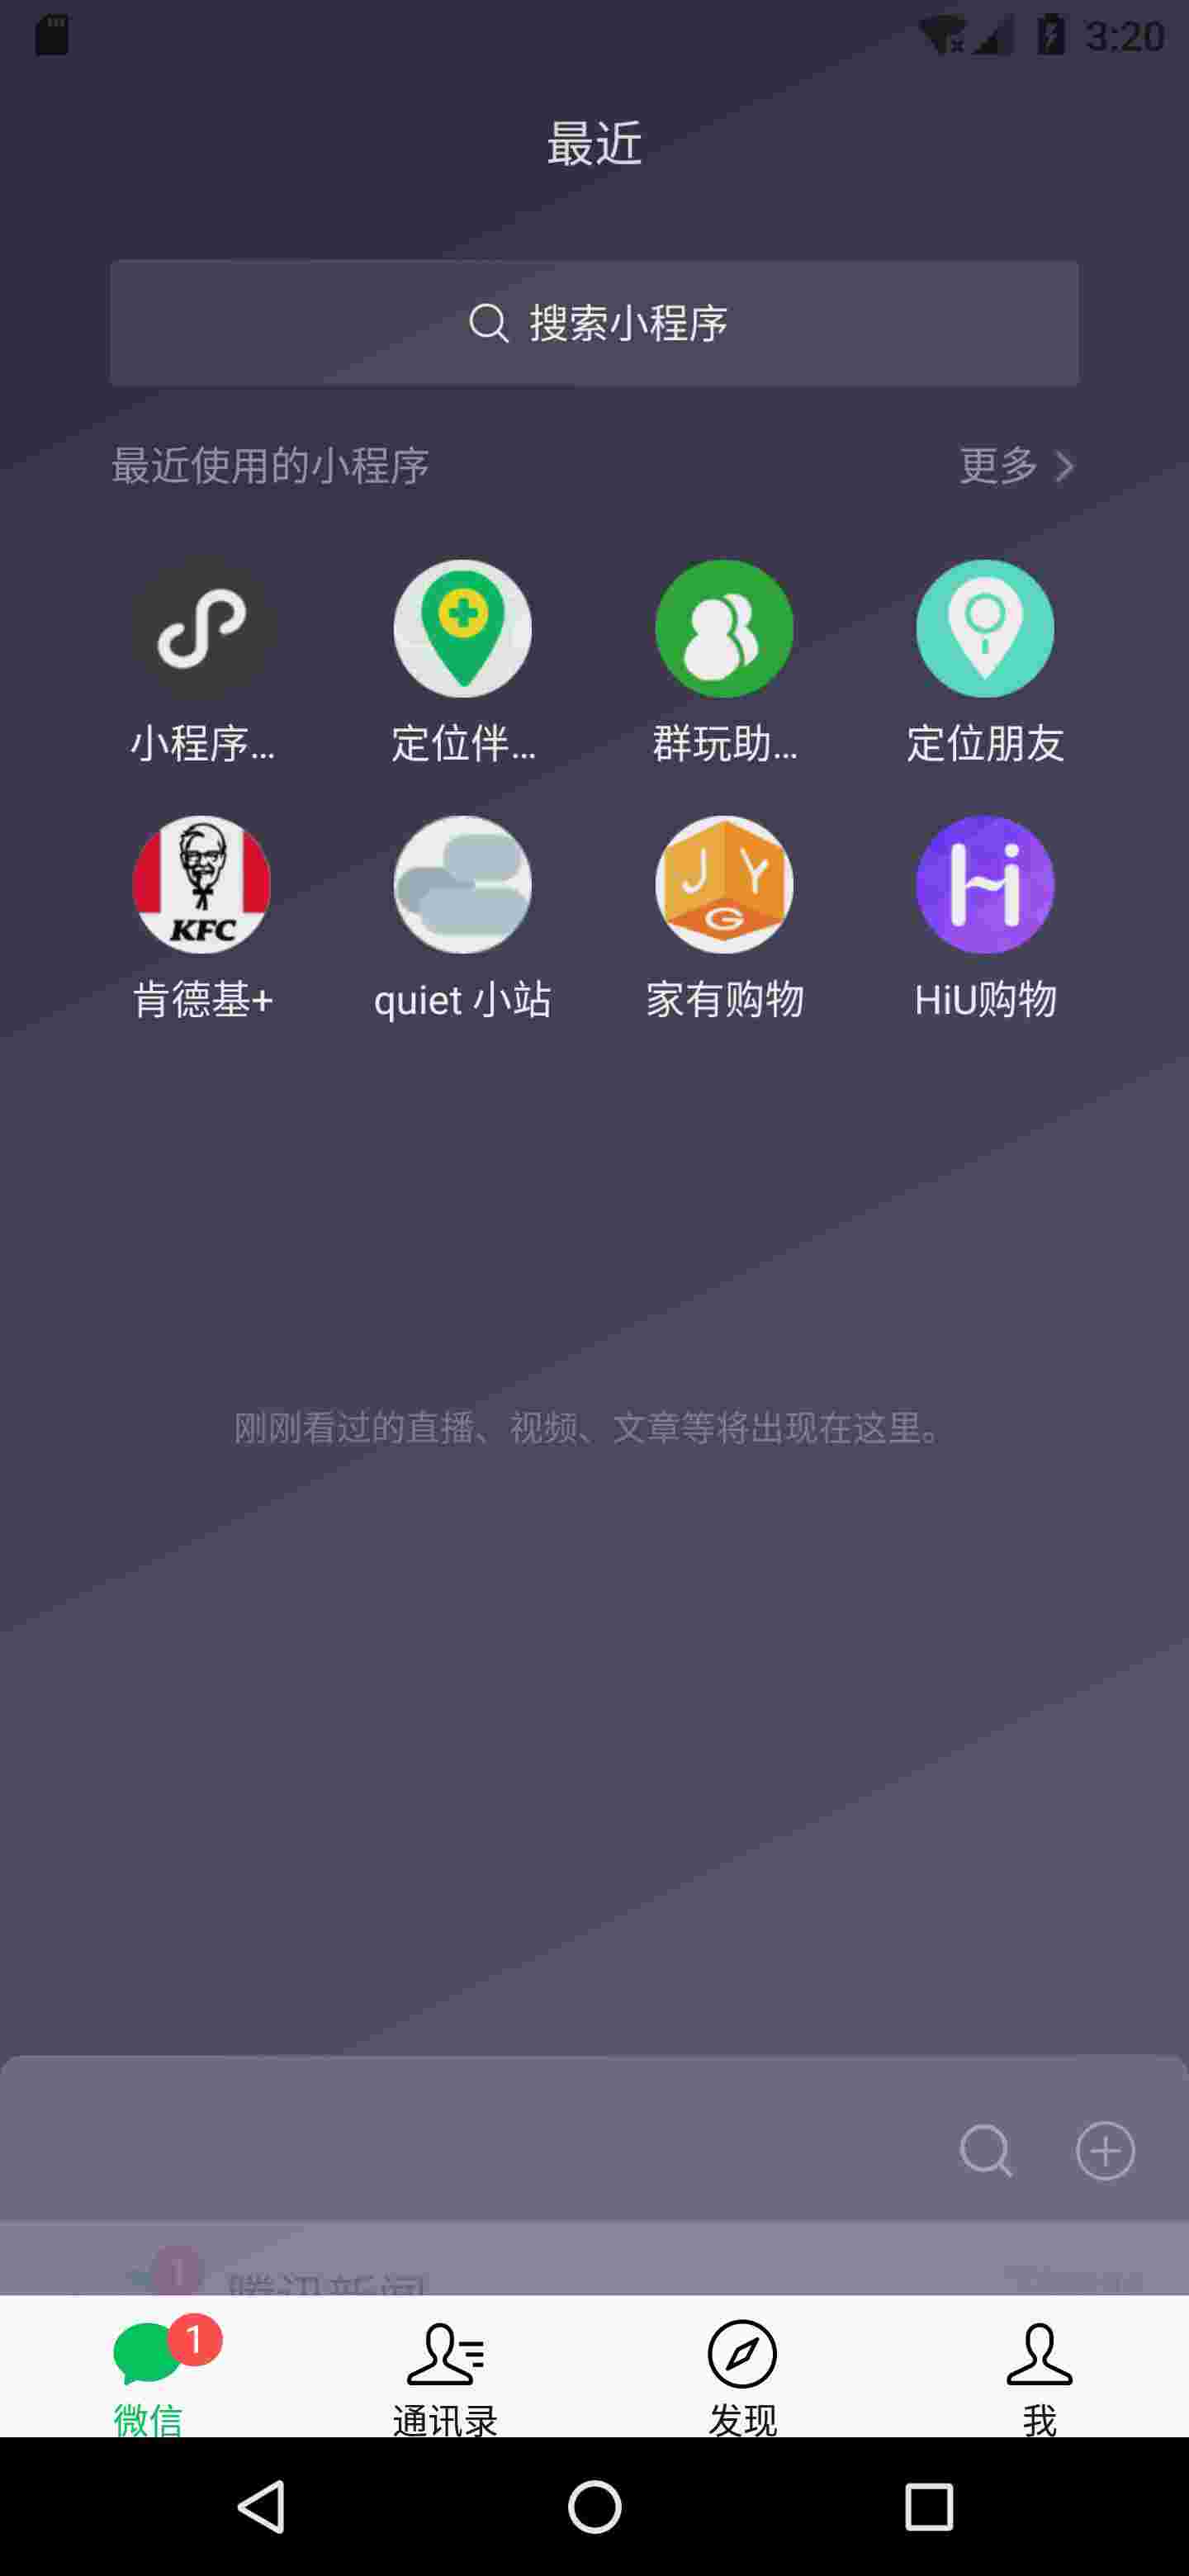 3:20
最近
搜索小程序
最近使用的小程序 更多
小程序... 定位伴... 群玩助... 定位朋友
KFC J Y G Hi
肯德基+ quiet 小站 家有购物 HiU购物
刚刚看过的直播、视频、文章等将出现在这里。
1 腾讯新闻
1
微信 通讯录 发现 我